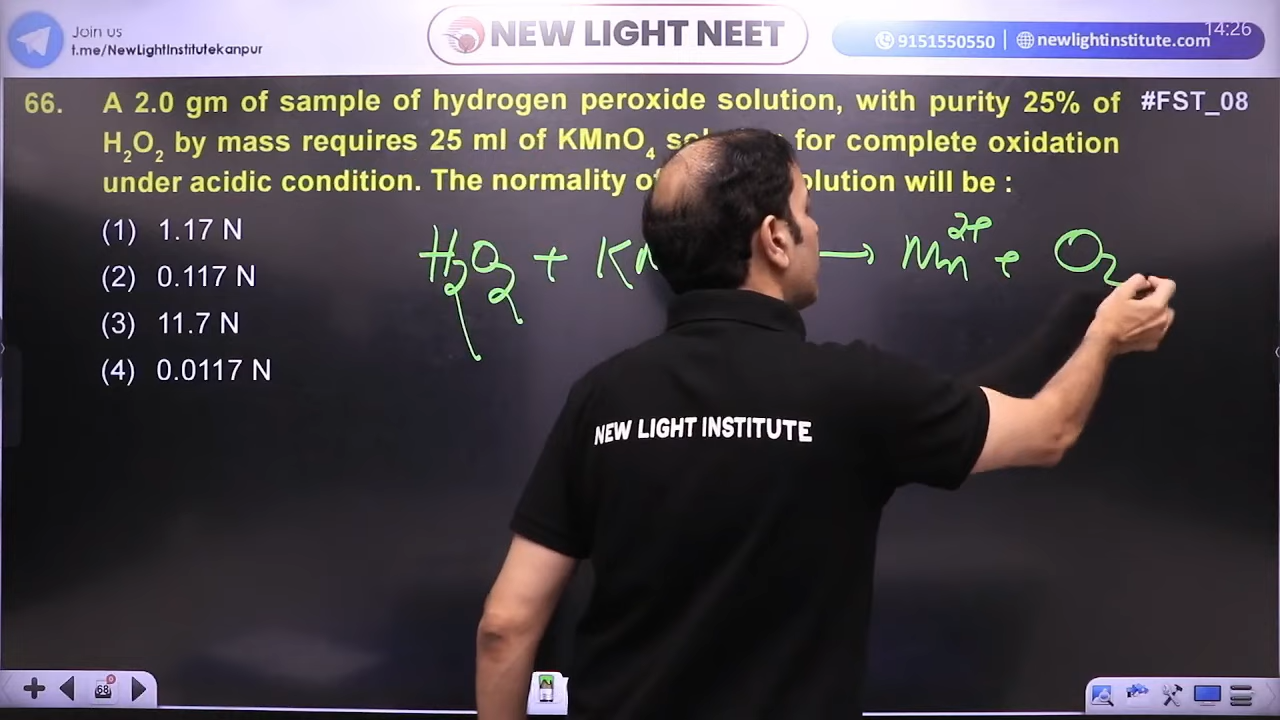 Join us
t.me/NewLightInstitutekanpur
NEW LIGHT NEET
9151550550 | newlightinstitute.com
14:26
66. A 2.0 gm of sample of hydrogen peroxide solution, with purity 25% of #FST_08
H₂O₂ by mass requires 25 ml of KMnO₄ for complete oxidation
under acidic condition. The normality will be :
(1) 1.17 N
(2) 0.117 N
(3) 11.7 N
(4) 0.0117 N
H₂O₂ + → Mn²⁺ + O₂
NEW LIGHT INSTITUTE
68